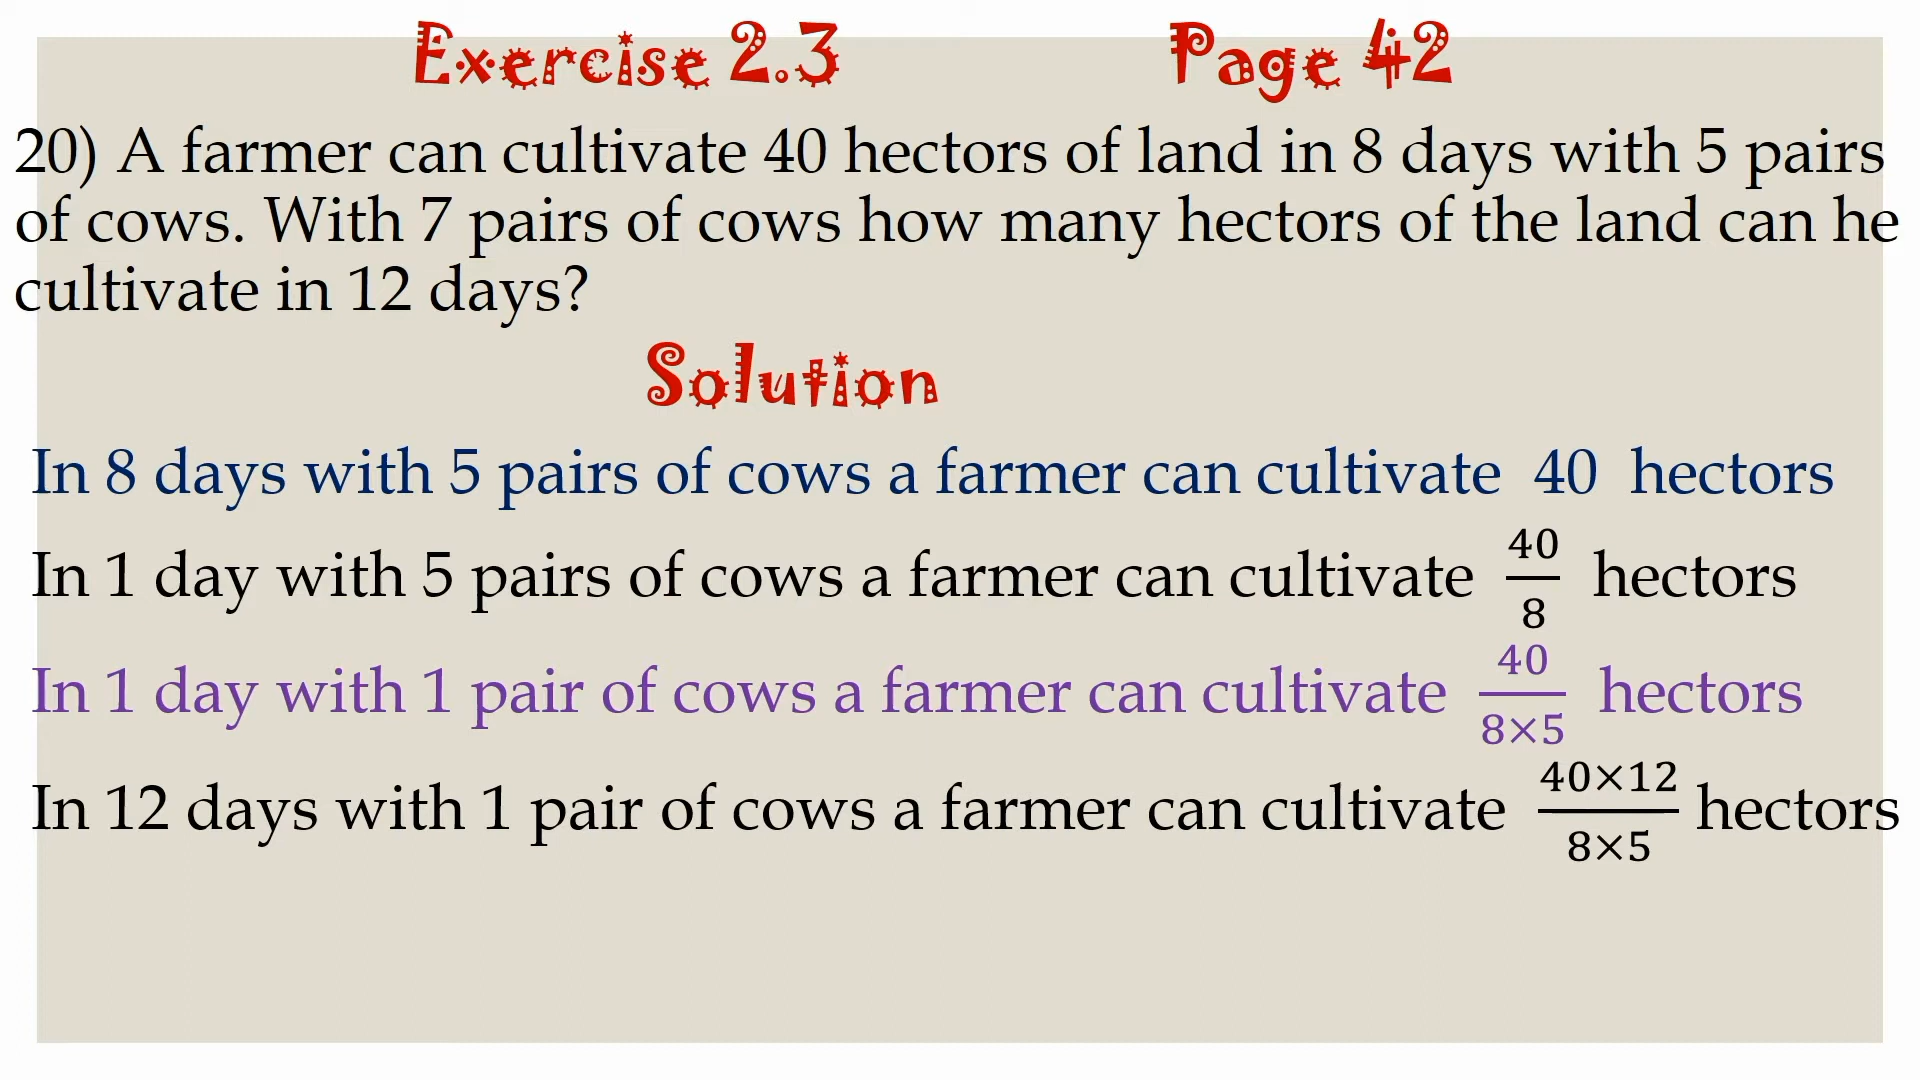 Exercise 2.3 Page 42
20) A farmer can cultivate 40 hectors of land in 8 days with 5 pairs
of cows. With 7 pairs of cows how many hectors of the land can he
cultivate in 12 days?
Solution
In 8 days with 5 pairs of cows a farmer can cultivate 40 hectors
In 1 day with 5 pairs of cows a farmer can cultivate 40/8 hectors
In 1 day with 1 pair of cows a farmer can cultivate 40/8×5 hectors
In 12 days with 1 pair of cows a farmer can cultivate 40×12/8×5 hectors